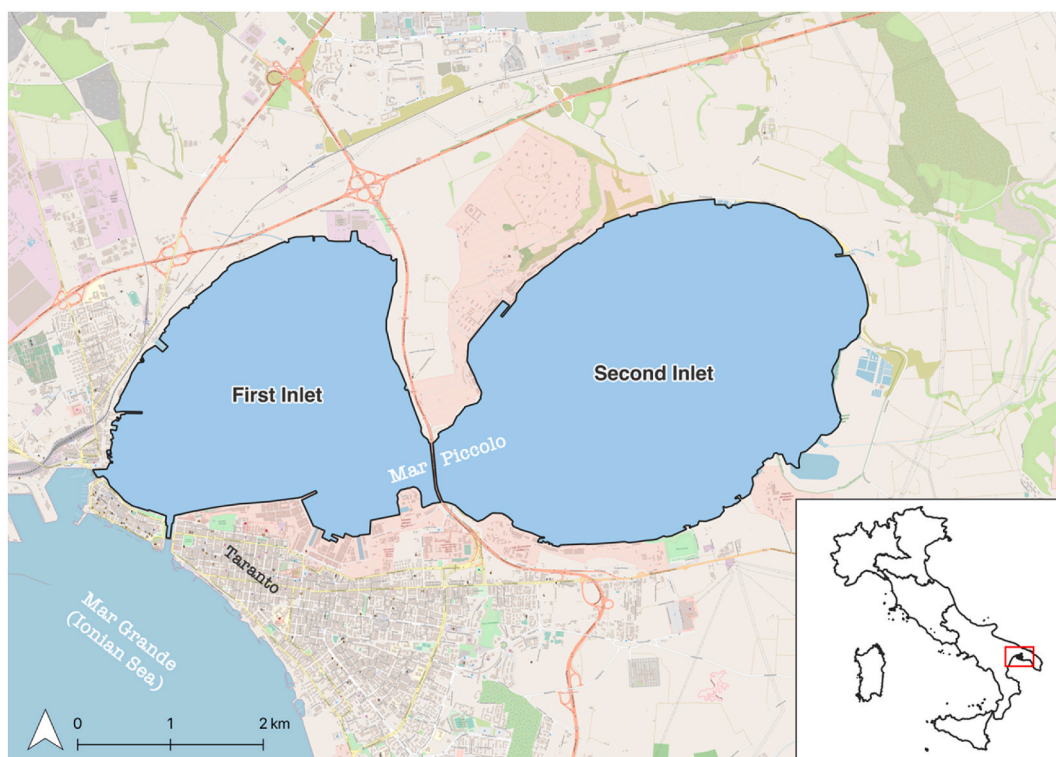 First Inlet
Second Inlet
Mar Piccolo
Taranto
Mar Grande
(Ionian Sea)
0 1 2 km